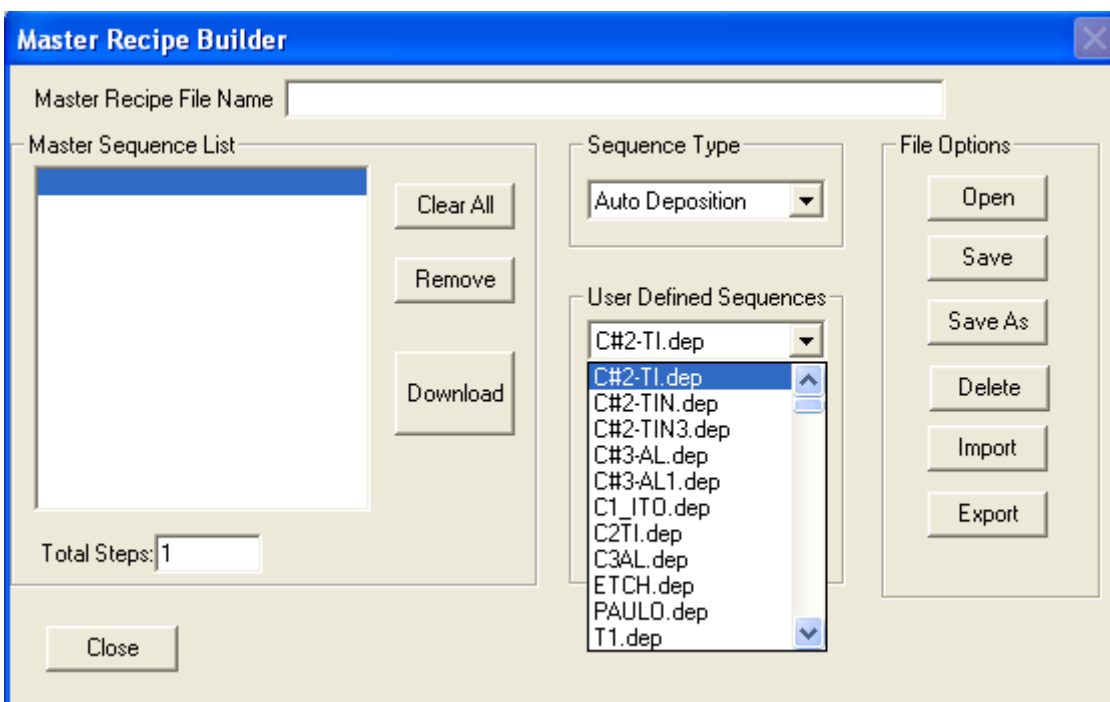 Master Recipe Builder
Master Recipe File Name
Master Sequence List
Clear All
Remove
Download
Total Steps: 1
Close
Sequence Type
Auto Deposition
User Defined Sequences
C#2-TI.dep
C#2-TI.dep
C#2-TIN.dep
C#2-TIN3.dep
C#3-AL.dep
C#3-AL1.dep
C1_ITO.dep
C2TI.dep
C3AL.dep
ETCH.dep
PAULO.dep
T1.dep
File Options
Open
Save
Save As
Delete
Import
Export